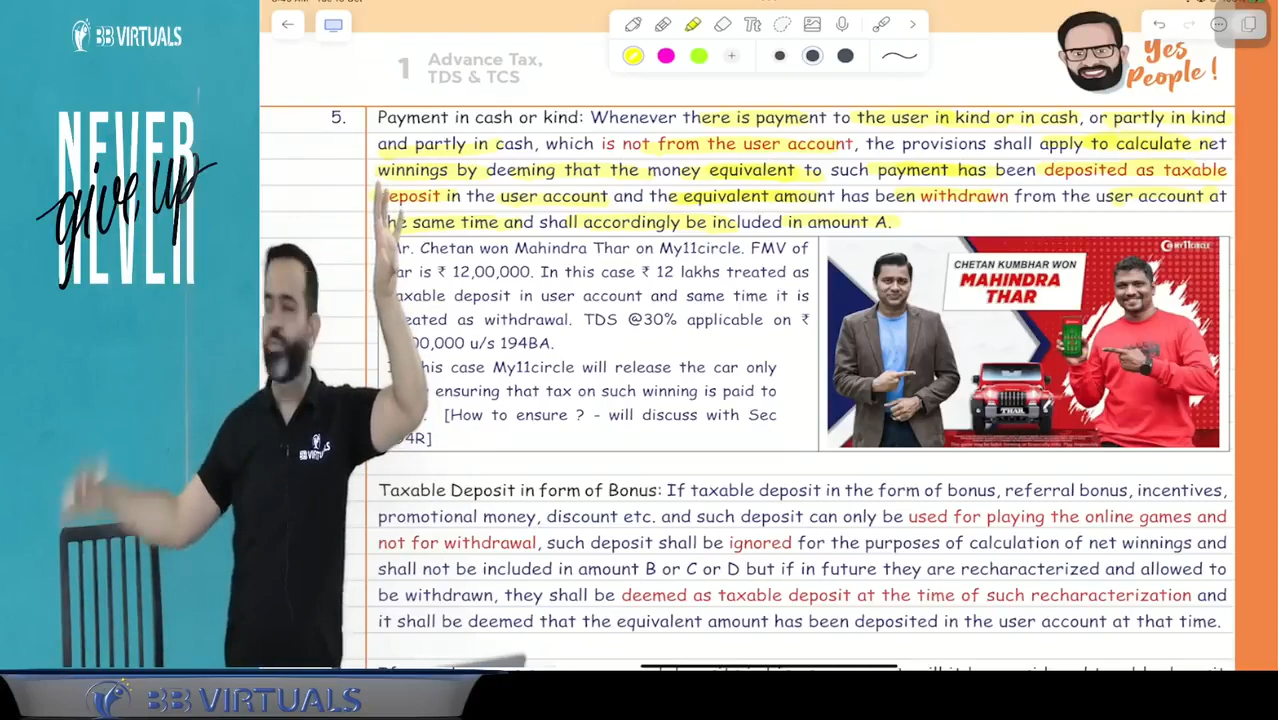 BB VIRTUALS
NEVER
give up
NEVER
1 Advance Tax,
TDS & TCS
Yes
People !
5. Payment in cash or kind: Whenever there is payment to the user in kind or in cash, or partly in kind
and partly in cash, which is not from the user account, the provisions shall apply to calculate net
winnings by deeming that the money equivalent to such payment has been deposited as taxable
deposit in the user account and the equivalent amount has been withdrawn from the user account at
the same time and shall accordingly be included in amount A.
Mr. Chetan won Mahindra Thar on My11circle. FMV of
car is ₹ 12,00,000. In this case ₹ 12 lakhs treated as
taxable deposit in user account and same time it is
treated as withdrawal. TDS @30% applicable on ₹
00,000 u/s 194BA.
this case My11circle will release the car only
ensuring that tax on such winning is paid to
[How to ensure ? - will discuss with Sec
94R]
MY11CIRCLE
CHETAN KUMBHAR WON
MAHINDRA
THAR
THAR
Taxable Deposit in form of Bonus: If taxable deposit in the form of bonus, referral bonus, incentives,
promotional money, discount etc. and such deposit can only be used for playing the online games and
not for withdrawal, such deposit shall be ignored for the purposes of calculation of net winnings and
shall not be included in amount B or C or D but if in future they are recharacterized and allowed to
be withdrawn, they shall be deemed as taxable deposit at the time of such recharacterization and
it shall be deemed that the equivalent amount has been deposited in the user account at that time.
BB VIRTUALS
BB VIRTUALS